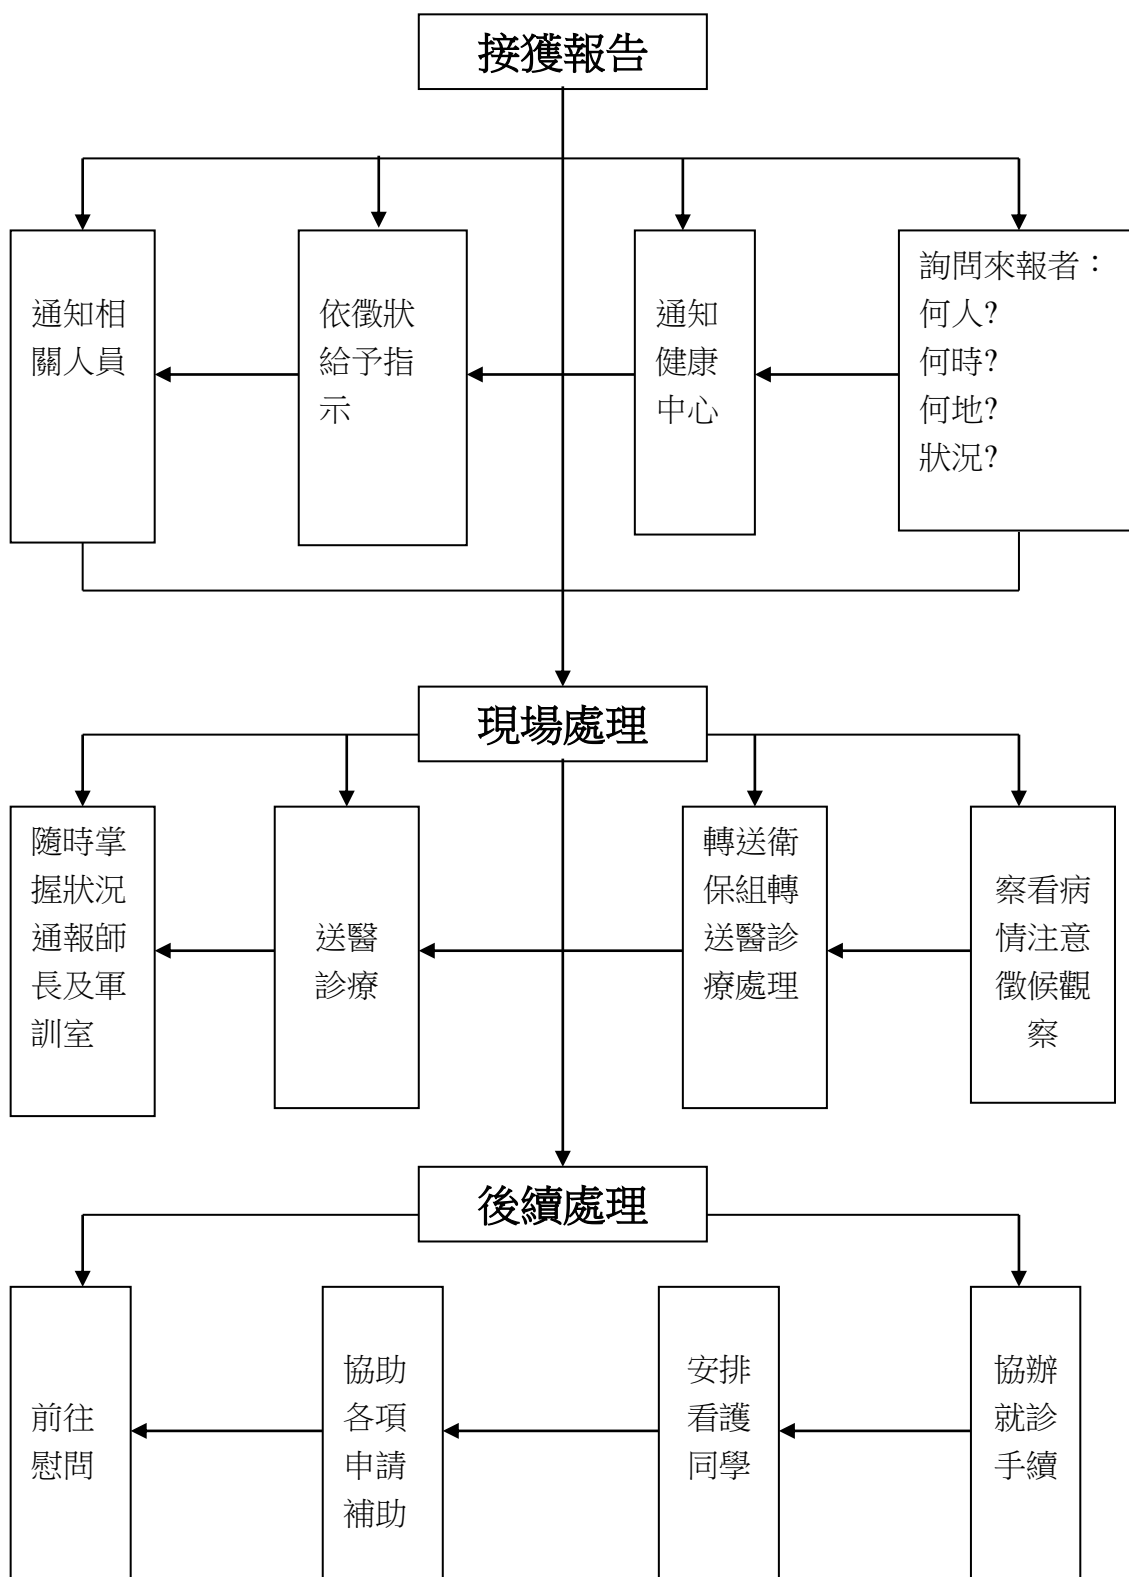 接獲報告
通知相
關人員
依徵狀
給予指
示
通知
健康
中心
詢問來報者：
何人?
何時?
何地?
狀況?
現場處理
隨時掌
握狀況
通報師
長及軍
訓室
送醫
診療
轉送衛
保組轉
送醫診
療處理
察看病
情注意
徵候觀
察
後續處理
前往
慰問
協助
各項
申請
補助
安排
看護
同學
協辦
就診
手續